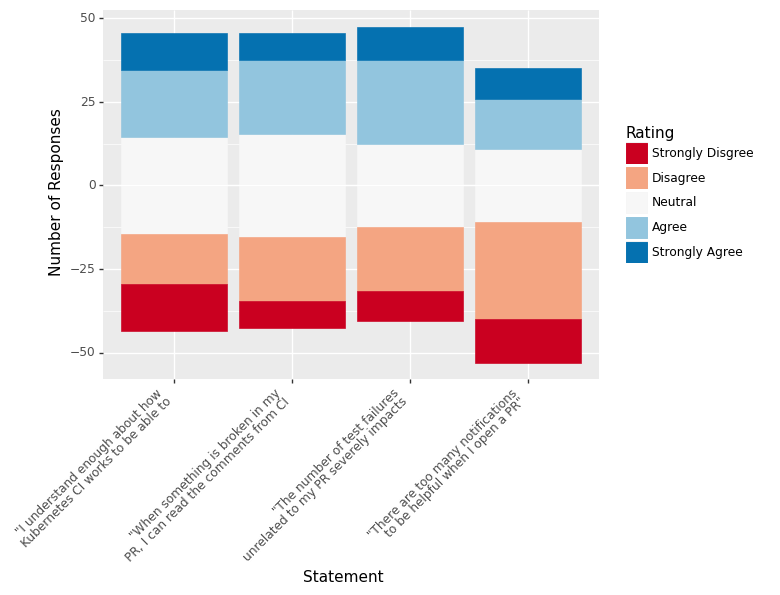 50
25
0
−25
−50
Number of Responses
"I understand enough about how
Kubernetes CI works to be able to
"When something is broken in my
PR, I can read the comments from CI
"The number of test failures
unrelated to my PR severely impacts
"There are too many notifications
to be helpful when I open a PR"
Statement
Rating
Strongly Disgree
Disagree
Neutral
Agree
Strongly Agree